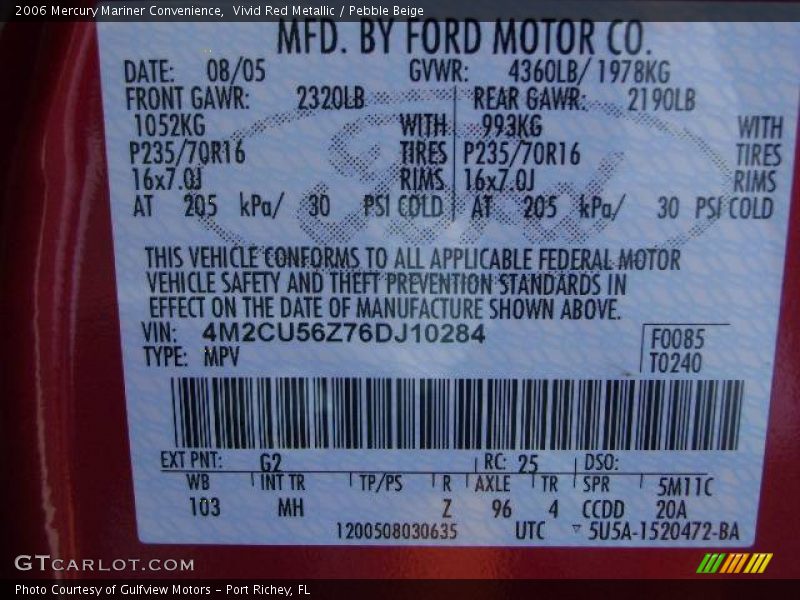 2006 Mercury Mariner Convenience,  Vivid Red Metallic / Pebble Beige
MFD. BY FORD MOTOR CO.
DATE: 08/05 GVWR: 4360LB/ 1978KG
FRONT GAWR: 2320LB REAR GAWR: 2190LB
1052KG WITH 993KG WITH
P235/70R16 TIRES P235/70R16 TIRES
16x7.0J RIMS 16x7.0J RIMS
AT 205 kPa/ 30 PSI COLD AT 205 kPa/ 30 PSI COLD
THIS VEHICLE CONFORMS TO ALL APPLICABLE FEDERAL MOTOR
VEHICLE SAFETY AND THEFT PREVENTION STANDARDS IN
EFFECT ON THE DATE OF MANUFACTURE SHOWN ABOVE.
VIN: 4M2CU56Z76DJ10284
TYPE: MPV
F0085
T0240
EXT PNT: G2 RC: 25 DSO:
WB INT TR TP/PS R AXLE TR SPR 5M11C
103 MH Z 96 4 CCDD 20A
1200508030635 UTC ▽ 5U5A-1520472-BA
Ford
GTCARLOT.COM
Photo Courtesy of Gulfview Motors - Port Richey, FL